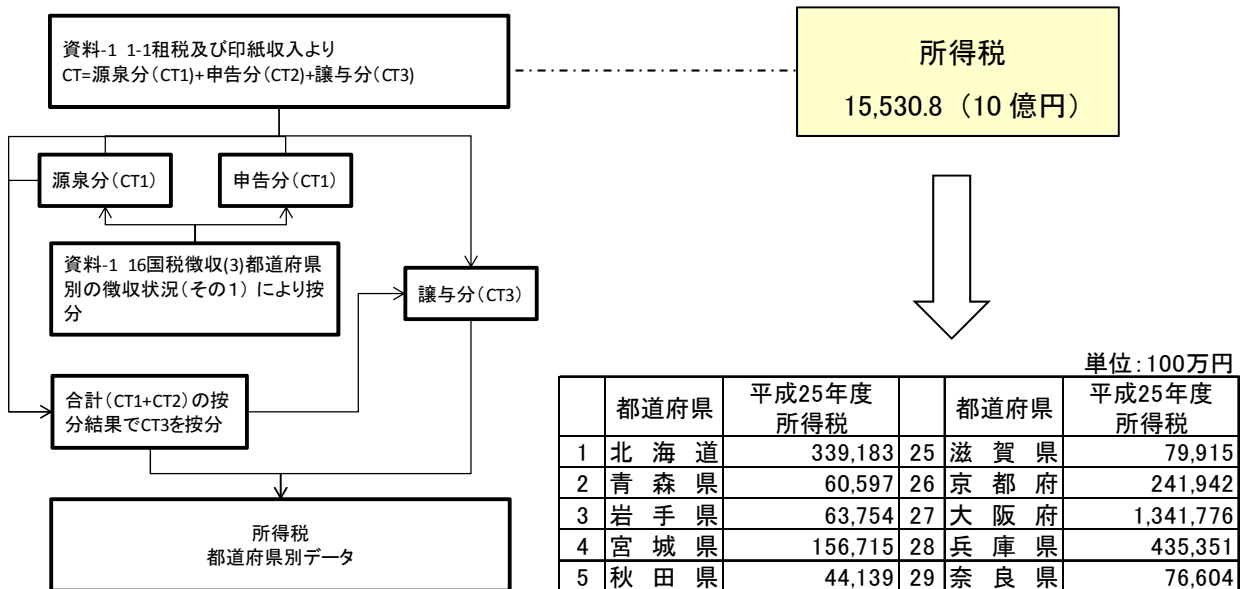 資料-1 1-1租税及び印紙収入より
CT=源泉分(CT1)+申告分(CT2)+譲与分(CT3)
所得税
15,530.8（10 億円）
源泉分(CT1)
申告分(CT1)
資料-1 16国税徴収(3)都道府県
別の徴収状況(その1) により按
分
譲与分(CT3)
合計(CT1+CT2)の按
分結果でCT3を按分
所得税
都道府県別データ
単位:100万円
都道府県 平成25年度 所得税 都道府県 平成25年度 所得税
1 北海道 339,183 25 滋賀県 79,915
2 青森県 60,597 26 京都府 241,942
3 岩手県 63,754 27 大阪府 1,341,776
4 宮城県 156,715 28 兵庫県 435,351
5 秋田県 44,139 29 奈良県 76,604